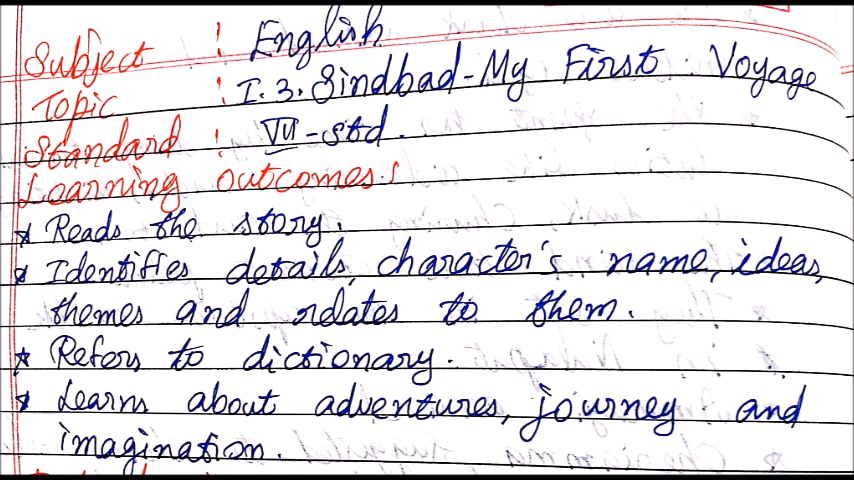 Subject : English
Topic : I. 3. Sindbad - My First Voyage
Standard : VII - std.
Learning outcomes :
* Reads the story.
* Identifies details, character's name, ideas,
themes and relates to them.
* Refers to dictionary.
* Learns about adventures, journey and
imagination.